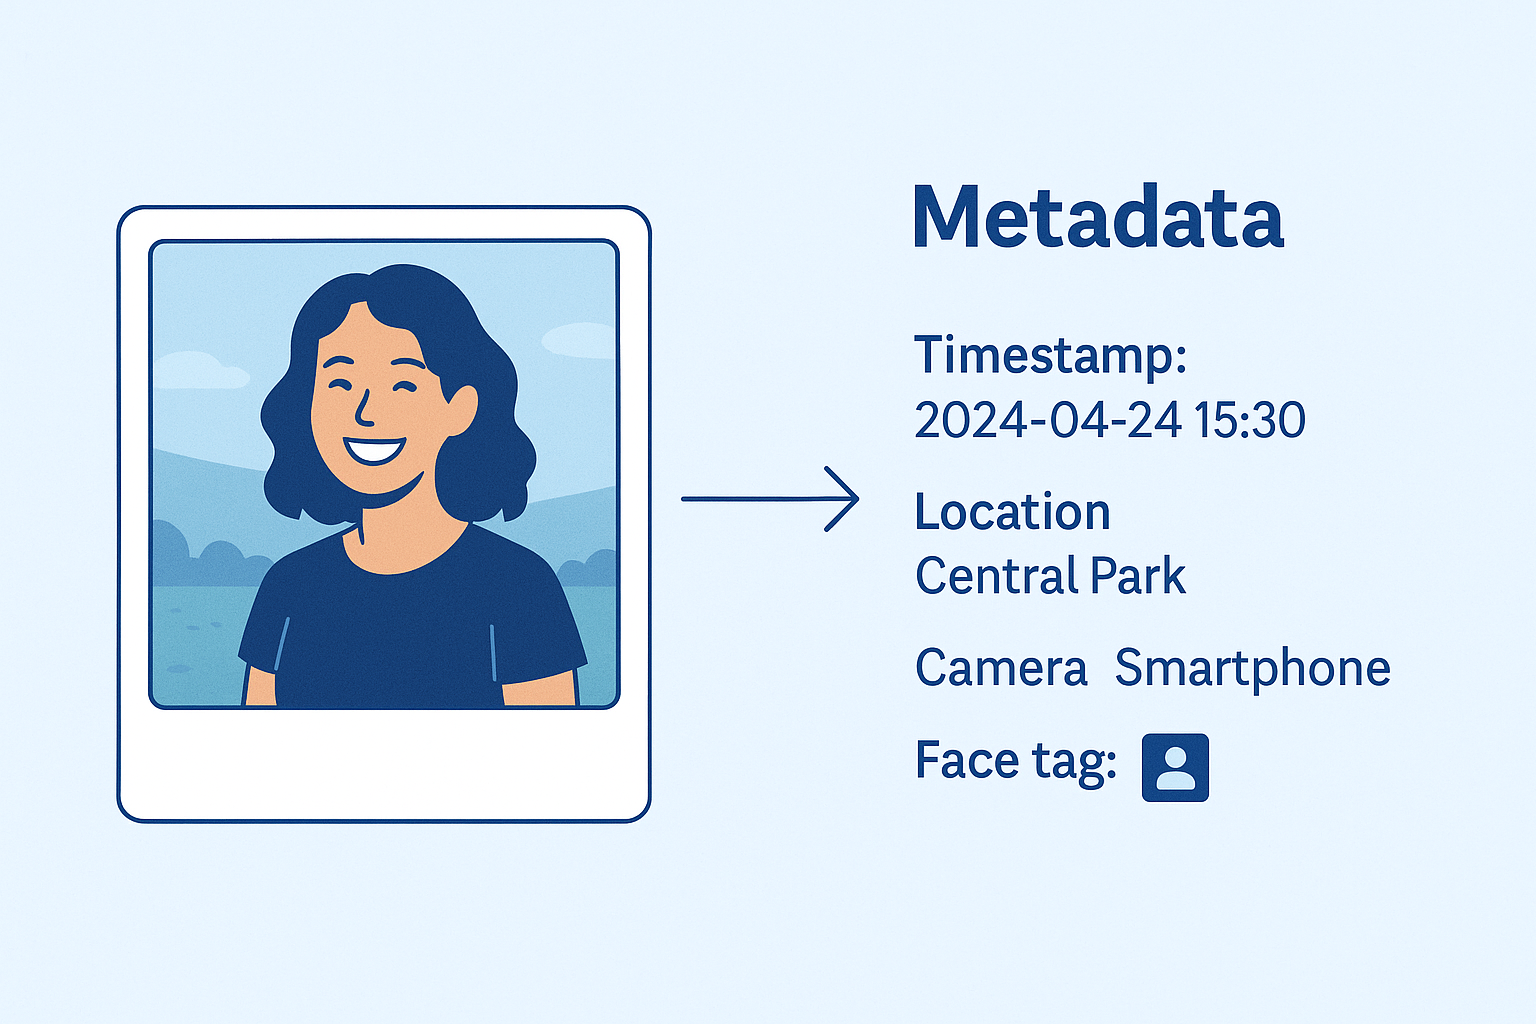 Metadata
Timestamp:
2024-04-24 15:30
Location
Central Park
Camera Smartphone
Face tag: